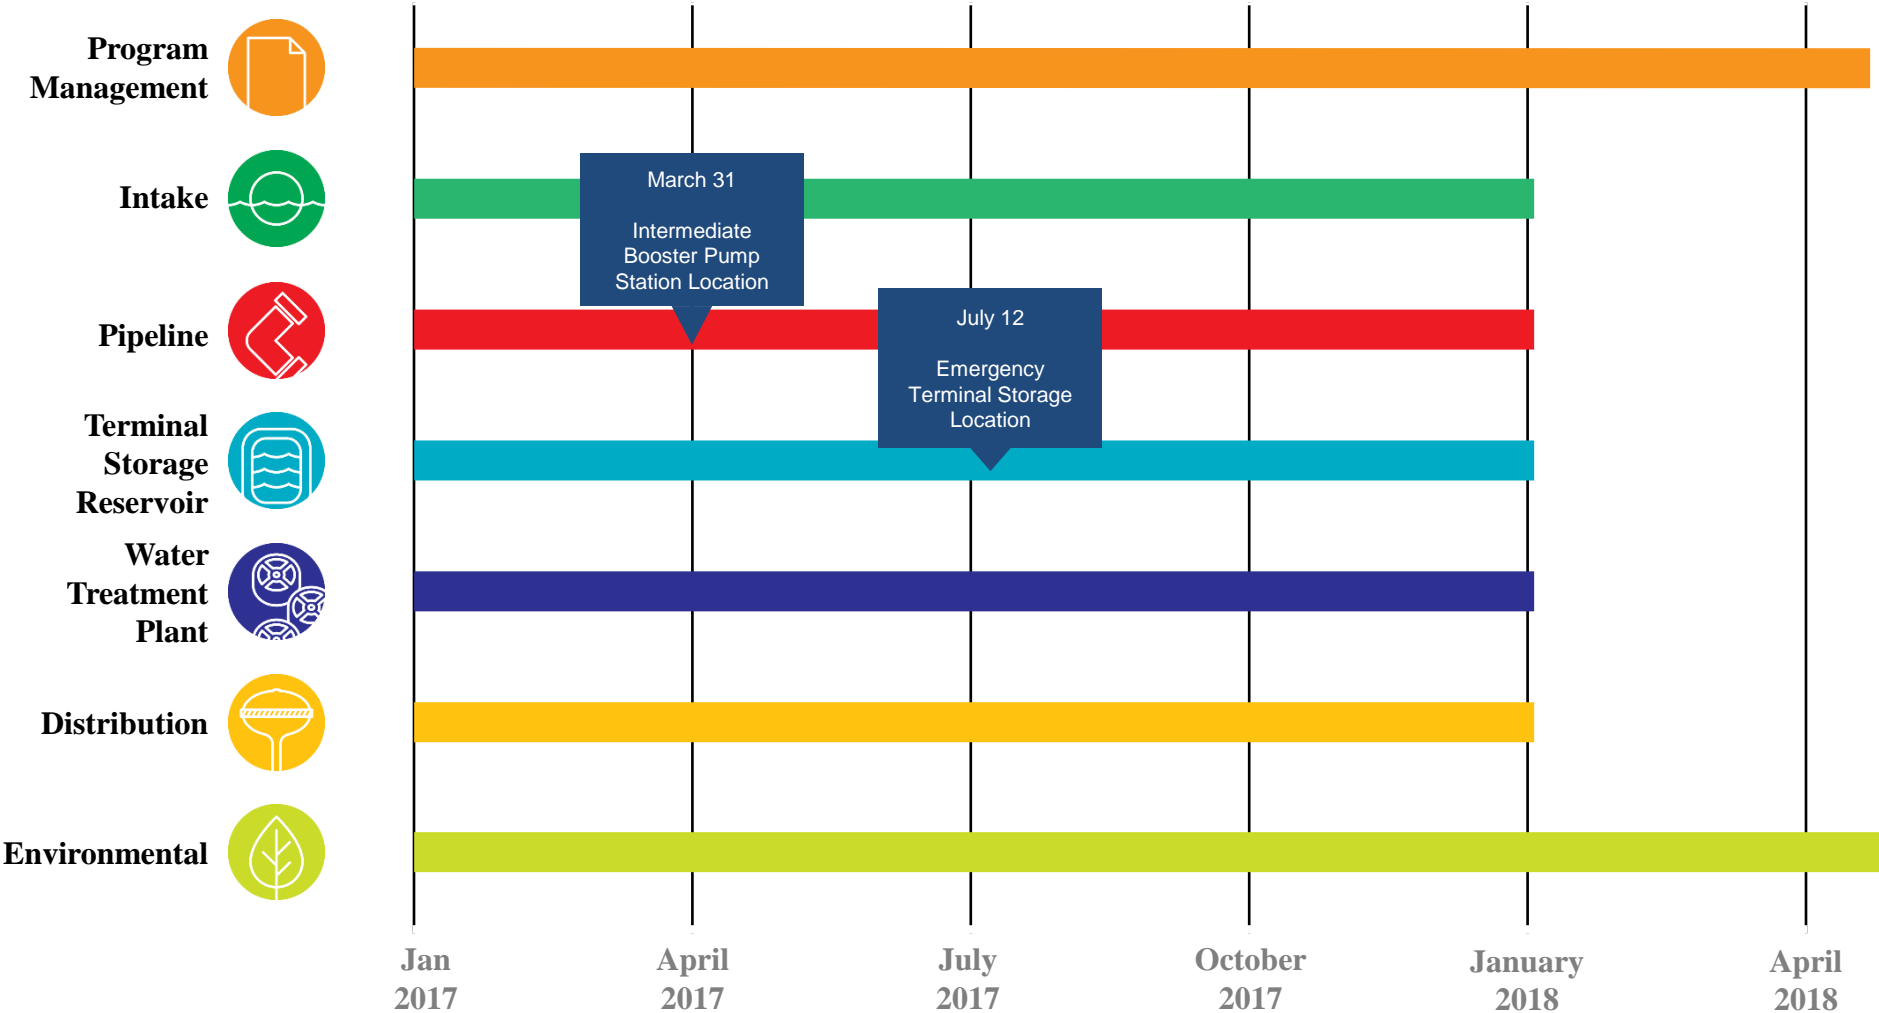 Program
Management
Intake
March 31
Intermediate
Booster Pump
Station Location
Pipeline
July 12
Emergency
Terminal Storage
Location
Terminal
Storage
Reservoir
Water
Treatment
Plant
Distribution
Environmental
Jan
2017
April
2017
July
2017
October
2017
January
2018
April
2018